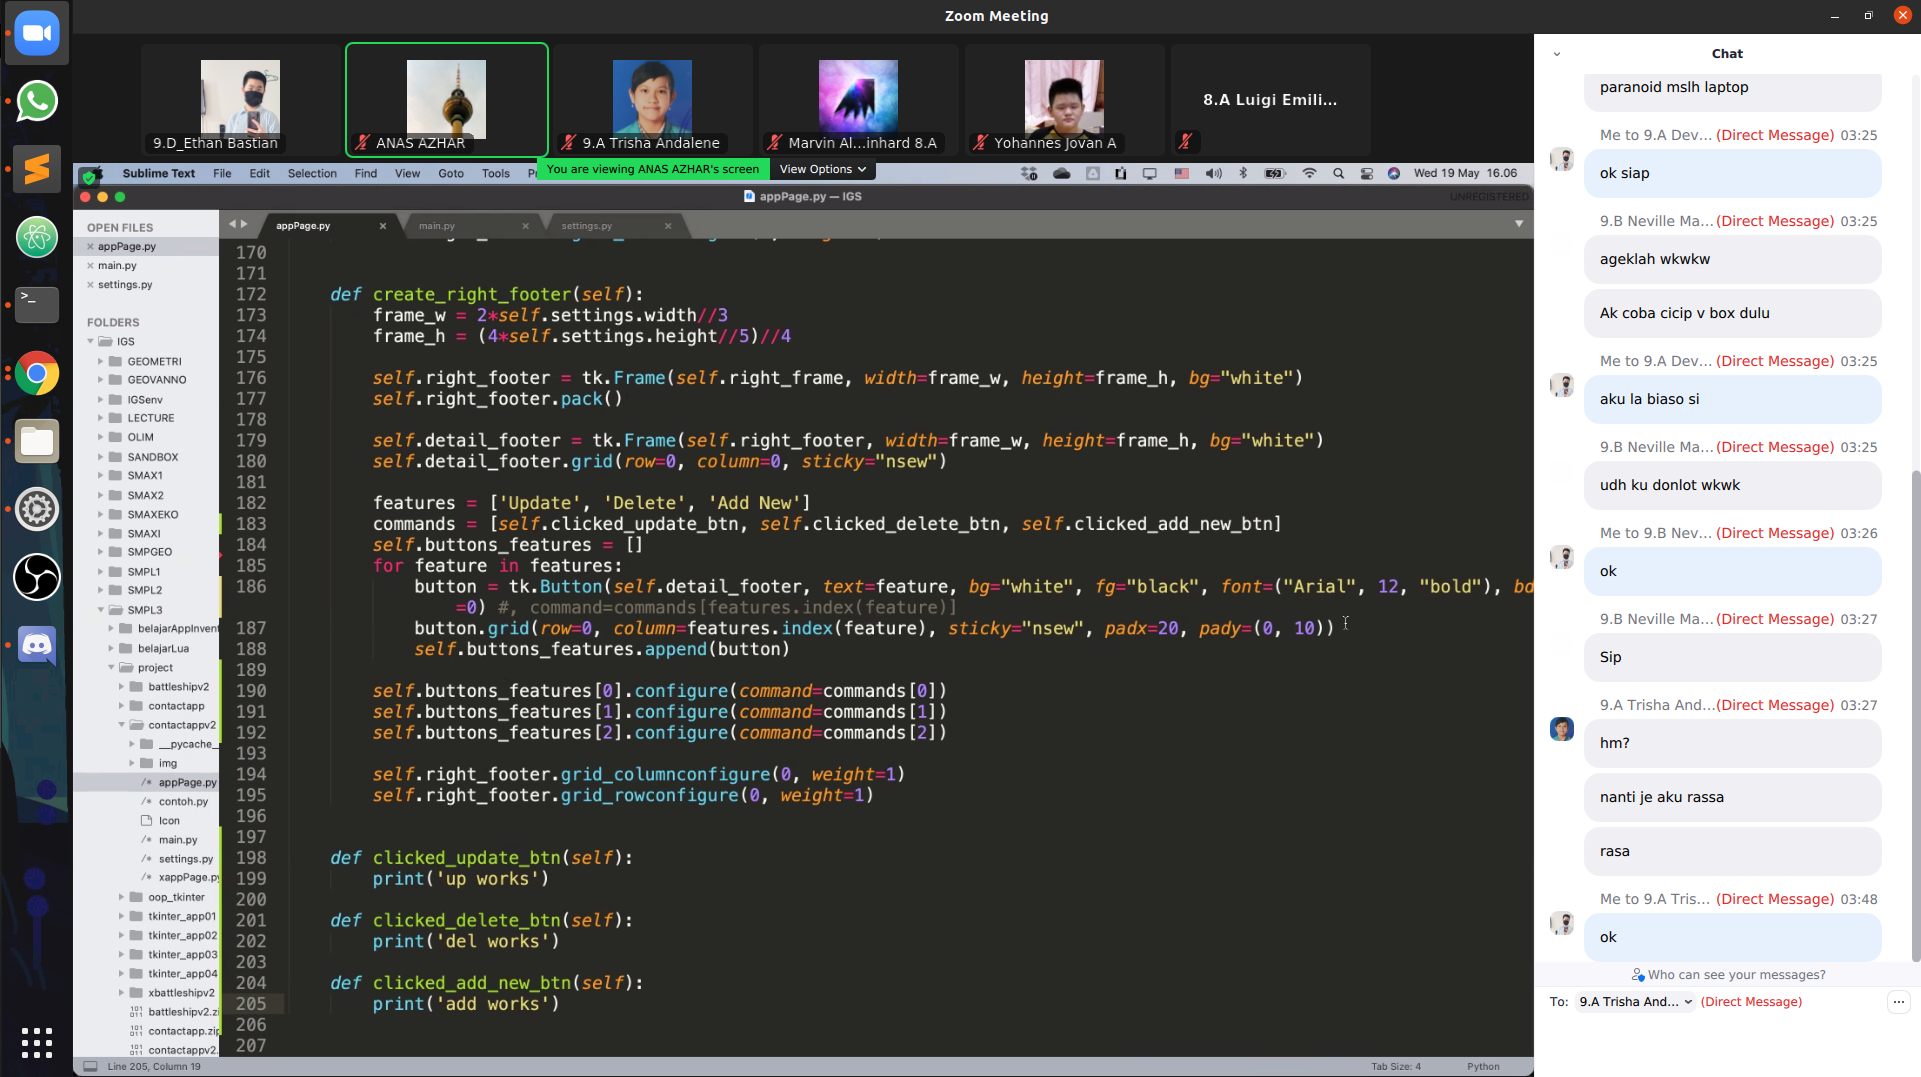 Zoom Meeting
9.D_Ethan Bastian
ANAS AZHAR
9.A Trisha Andalene
Marvin Al...inhard 8.A
Yohannes Jovan A
8.A Luigi Emili...
Sublime Text File Edit Selection Find View Goto Tools
You are viewing ANAS AZHAR's screen
View Options
Wed 19 May 16.06
appPage.py — IGS
UNREGISTERED
OPEN FILES
appPage.py
main.py
settings.py
FOLDERS
IGS
GEOMETRI
GEOVANNO
IGSenv
LECTURE
OLIM
SANDBOX
SMAX1
SMAX2
SMAXEKO
SMAXI
SMPGEO
SMPL1
SMPL2
SMPL3
belajarAppInvent
belajarLua
project
battleshipv2
contactapp
contactappv2
__pycache_
img
appPage.py
contoh.py
Icon
main.py
settings.py
xappPage.py
oop_tkinter
tkinter_app01
tkinter_app02
tkinter_app03
tkinter_app04
xbattleshipv2
battleshipv2.zi
contactapp.zip
contactappv2.
appPage.py
main.py
settings.py
170
171
172 def create_right_footer(self):
173 frame_w = 2*self.settings.width//3
174 frame_h = (4*self.settings.height//5)//4
175
176 self.right_footer = tk.Frame(self.right_frame, width=frame_w, height=frame_h, bg="white")
177 self.right_footer.pack()
178
179 self.detail_footer = tk.Frame(self.right_footer, width=frame_w, height=frame_h, bg="white")
180 self.detail_footer.grid(row=0, column=0, sticky="nsew")
181
182 features = ['Update', 'Delete', 'Add New']
183 commands = [self.clicked_update_btn, self.clicked_delete_btn, self.clicked_add_new_btn]
184 self.buttons_features = []
185 for feature in features:
186 button = tk.Button(self.detail_footer, text=feature, bg="white", fg="black", font=("Arial", 12, "bold"), bd
=0) #, command=commands[features.index(feature)]
187 button.grid(row=0, column=features.index(feature), sticky="nsew", padx=20, pady=(0, 10))
188 self.buttons_features.append(button)
189
190 self.buttons_features[0].configure(command=commands[0])
191 self.buttons_features[1].configure(command=commands[1])
192 self.buttons_features[2].configure(command=commands[2])
193
194 self.right_footer.grid_columnconfigure(0, weight=1)
195 self.right_footer.grid_rowconfigure(0, weight=1)
196
197
198 def clicked_update_btn(self):
199 print('up works')
200
201 def clicked_delete_btn(self):
202 print('del works')
203
204 def clicked_add_new_btn(self):
205 print('add works')
206
207
Line 205, Column 19
Tab Size: 4
Python
Chat
paranoid mslh laptop
Me to 9.A Dev... (Direct Message) 03:25
ok siap
9.B Neville Ma... (Direct Message) 03:25
ageklah wkwkw
Ak coba cicip v box dulu
Me to 9.A Dev... (Direct Message) 03:25
aku la biaso si
9.B Neville Ma... (Direct Message) 03:25
udh ku donlot wkwk
Me to 9.B Nev... (Direct Message) 03:26
ok
9.B Neville Ma... (Direct Message) 03:27
Sip
9.A Trisha And... (Direct Message) 03:27
hm?
nanti je aku rassa
rasa
Me to 9.A Tris... (Direct Message) 03:48
ok
Who can see your messages?
To: 9.A Trisha And... (Direct Message)